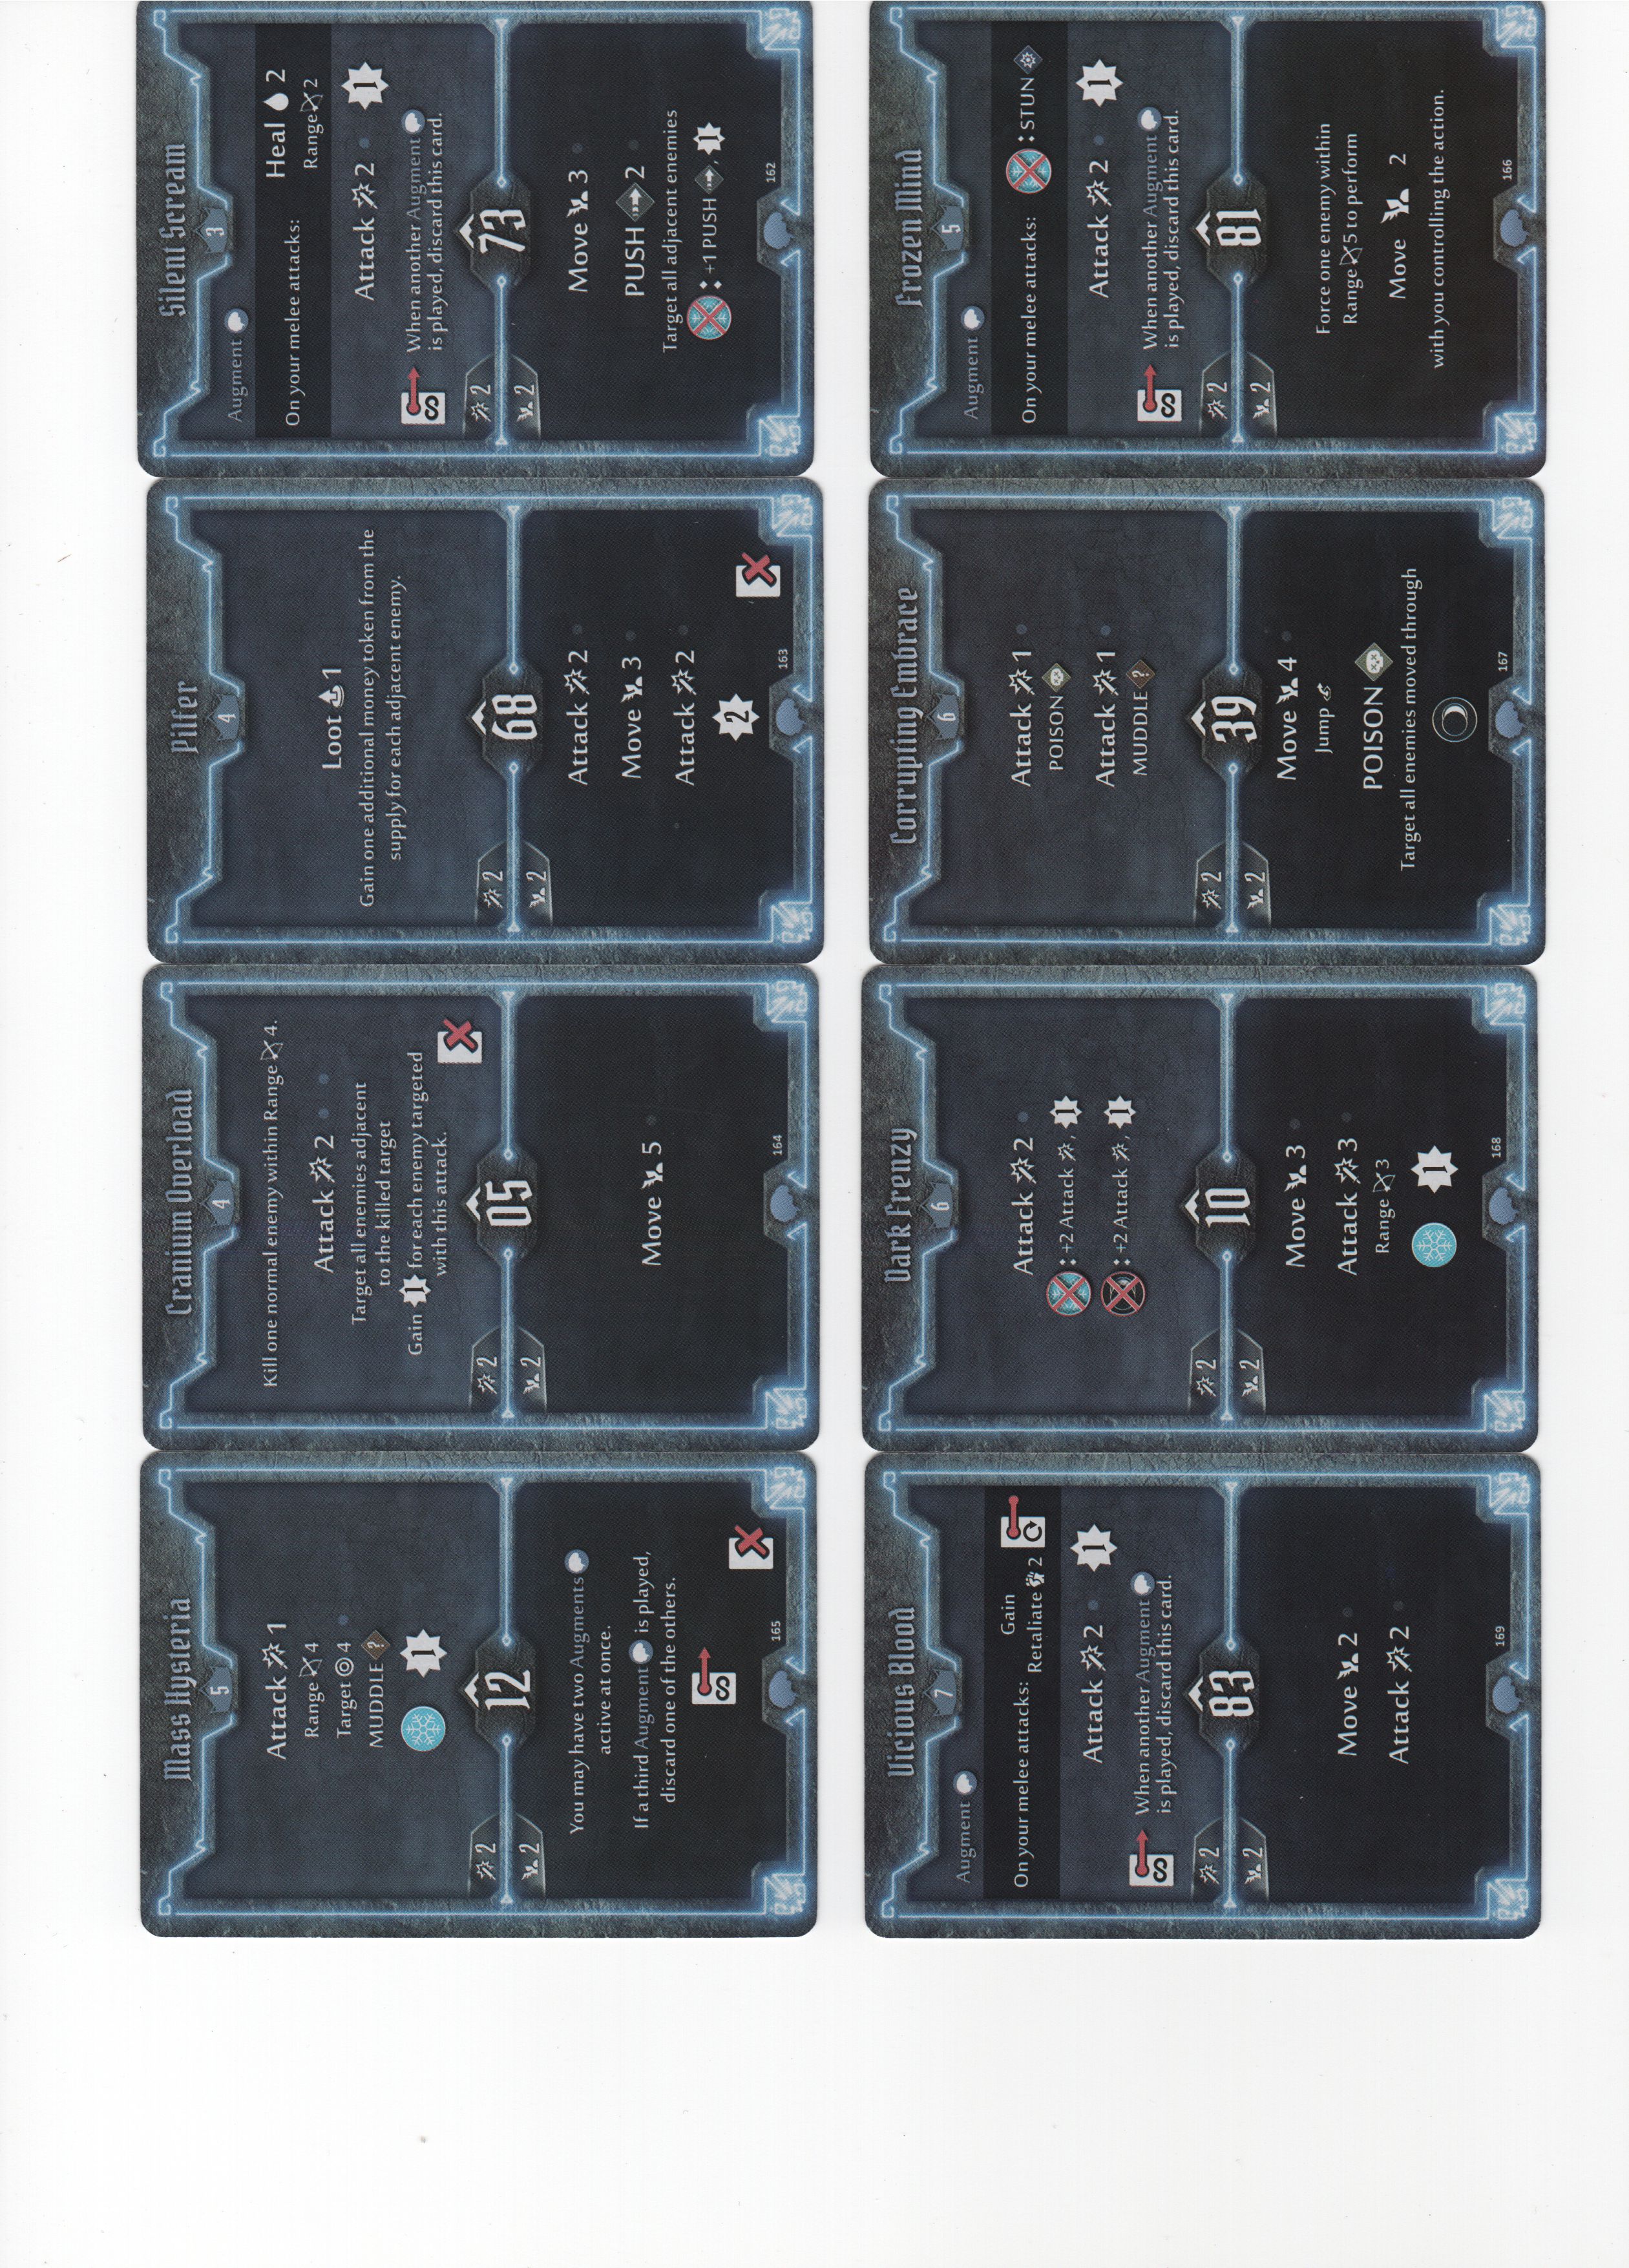 Mass Hysteria
5
Attack 1
Range 4
Target 4
MUDDLE
1
2
12
2
You may have two Augments
active at once.
If a third Augment is played,
discard one of the others.
165
Cranium Overload
4
Kill one normal enemy within Range 4.
Attack 2
Target all enemies adjacent
to the killed target
Gain 1 for each enemy targeted
with this attack.
2
05
2
Move 5
164
Pilfer
4
Loot 1
Gain one additional money token from the
supply for each adjacent enemy.
2
68
2
Attack 2
Move 3
Attack 2
2
163
Silent Scream
3
Augment
On your melee attacks:
Heal 2
Range 2
Attack 2
1
When another Augment
is played, discard this card.
2
73
2
Move 3
PUSH 2
Target all adjacent enemies
: +1 PUSH , 1
162
Vicious Blood
7
Augment
On your melee attacks:
Gain
Retaliate 2
Attack 2
1
When another Augment
is played, discard this card.
2
83
2
Move 2
Attack 2
169
Dark Frenzy
6
Attack 2
: +2 Attack , 1
: +2 Attack , 1
2
10
2
Move 3
Attack 3
Range 3
1
168
Corrupting Embrace
6
Attack 1
POISON
Attack 1
MUDDLE
2
39
2
Move 4
Jump
POISON
Target all enemies moved through
167
Frozen Mind
5
Augment
On your melee attacks:
: STUN
Attack 2
1
When another Augment
is played, discard this card.
2
81
2
Force one enemy within
Range 5 to perform
Move 2
with you controlling the action.
166